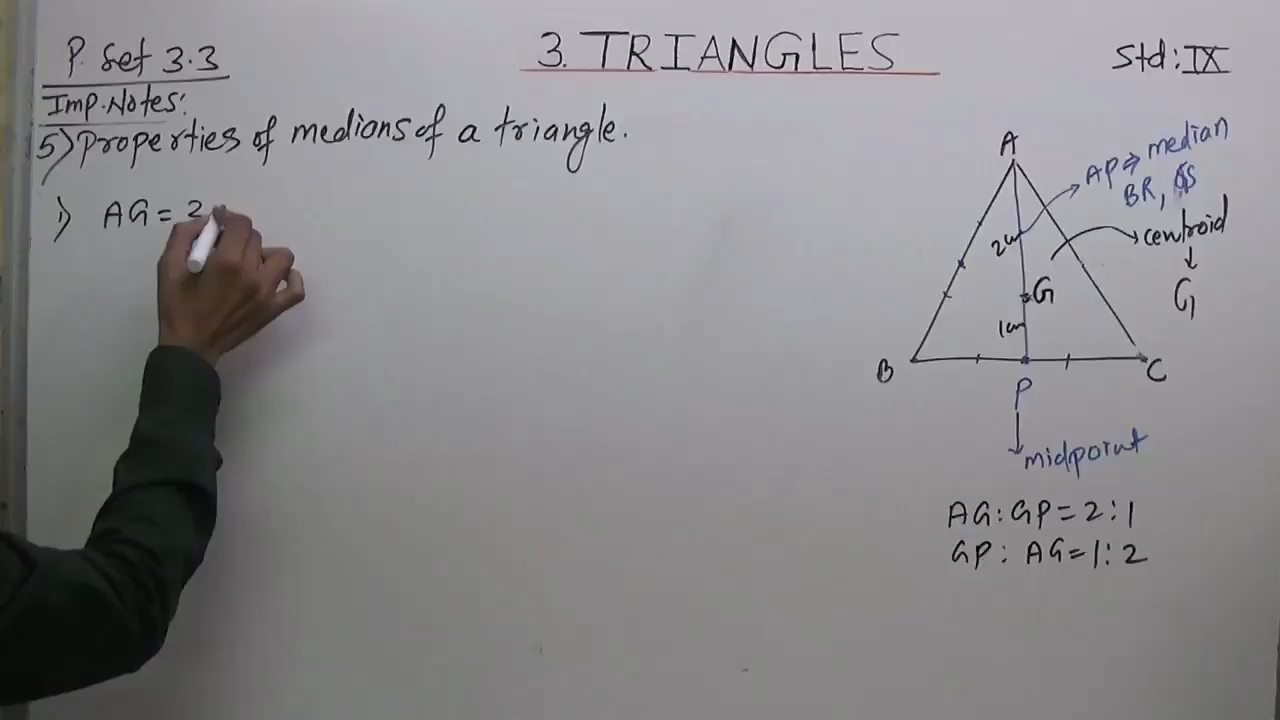 P. Set 3.3
3. TRIANGLES
Std: IX
Imp. Notes:
5) Properties of medians of a triangle.
i) AG = 2
A
AP ⇒ median
BR,
2cm
centroid
↓
G
G
1cm
B
P
C
midpoint
AG : GP = 2 : 1
GP : AG = 1 : 2